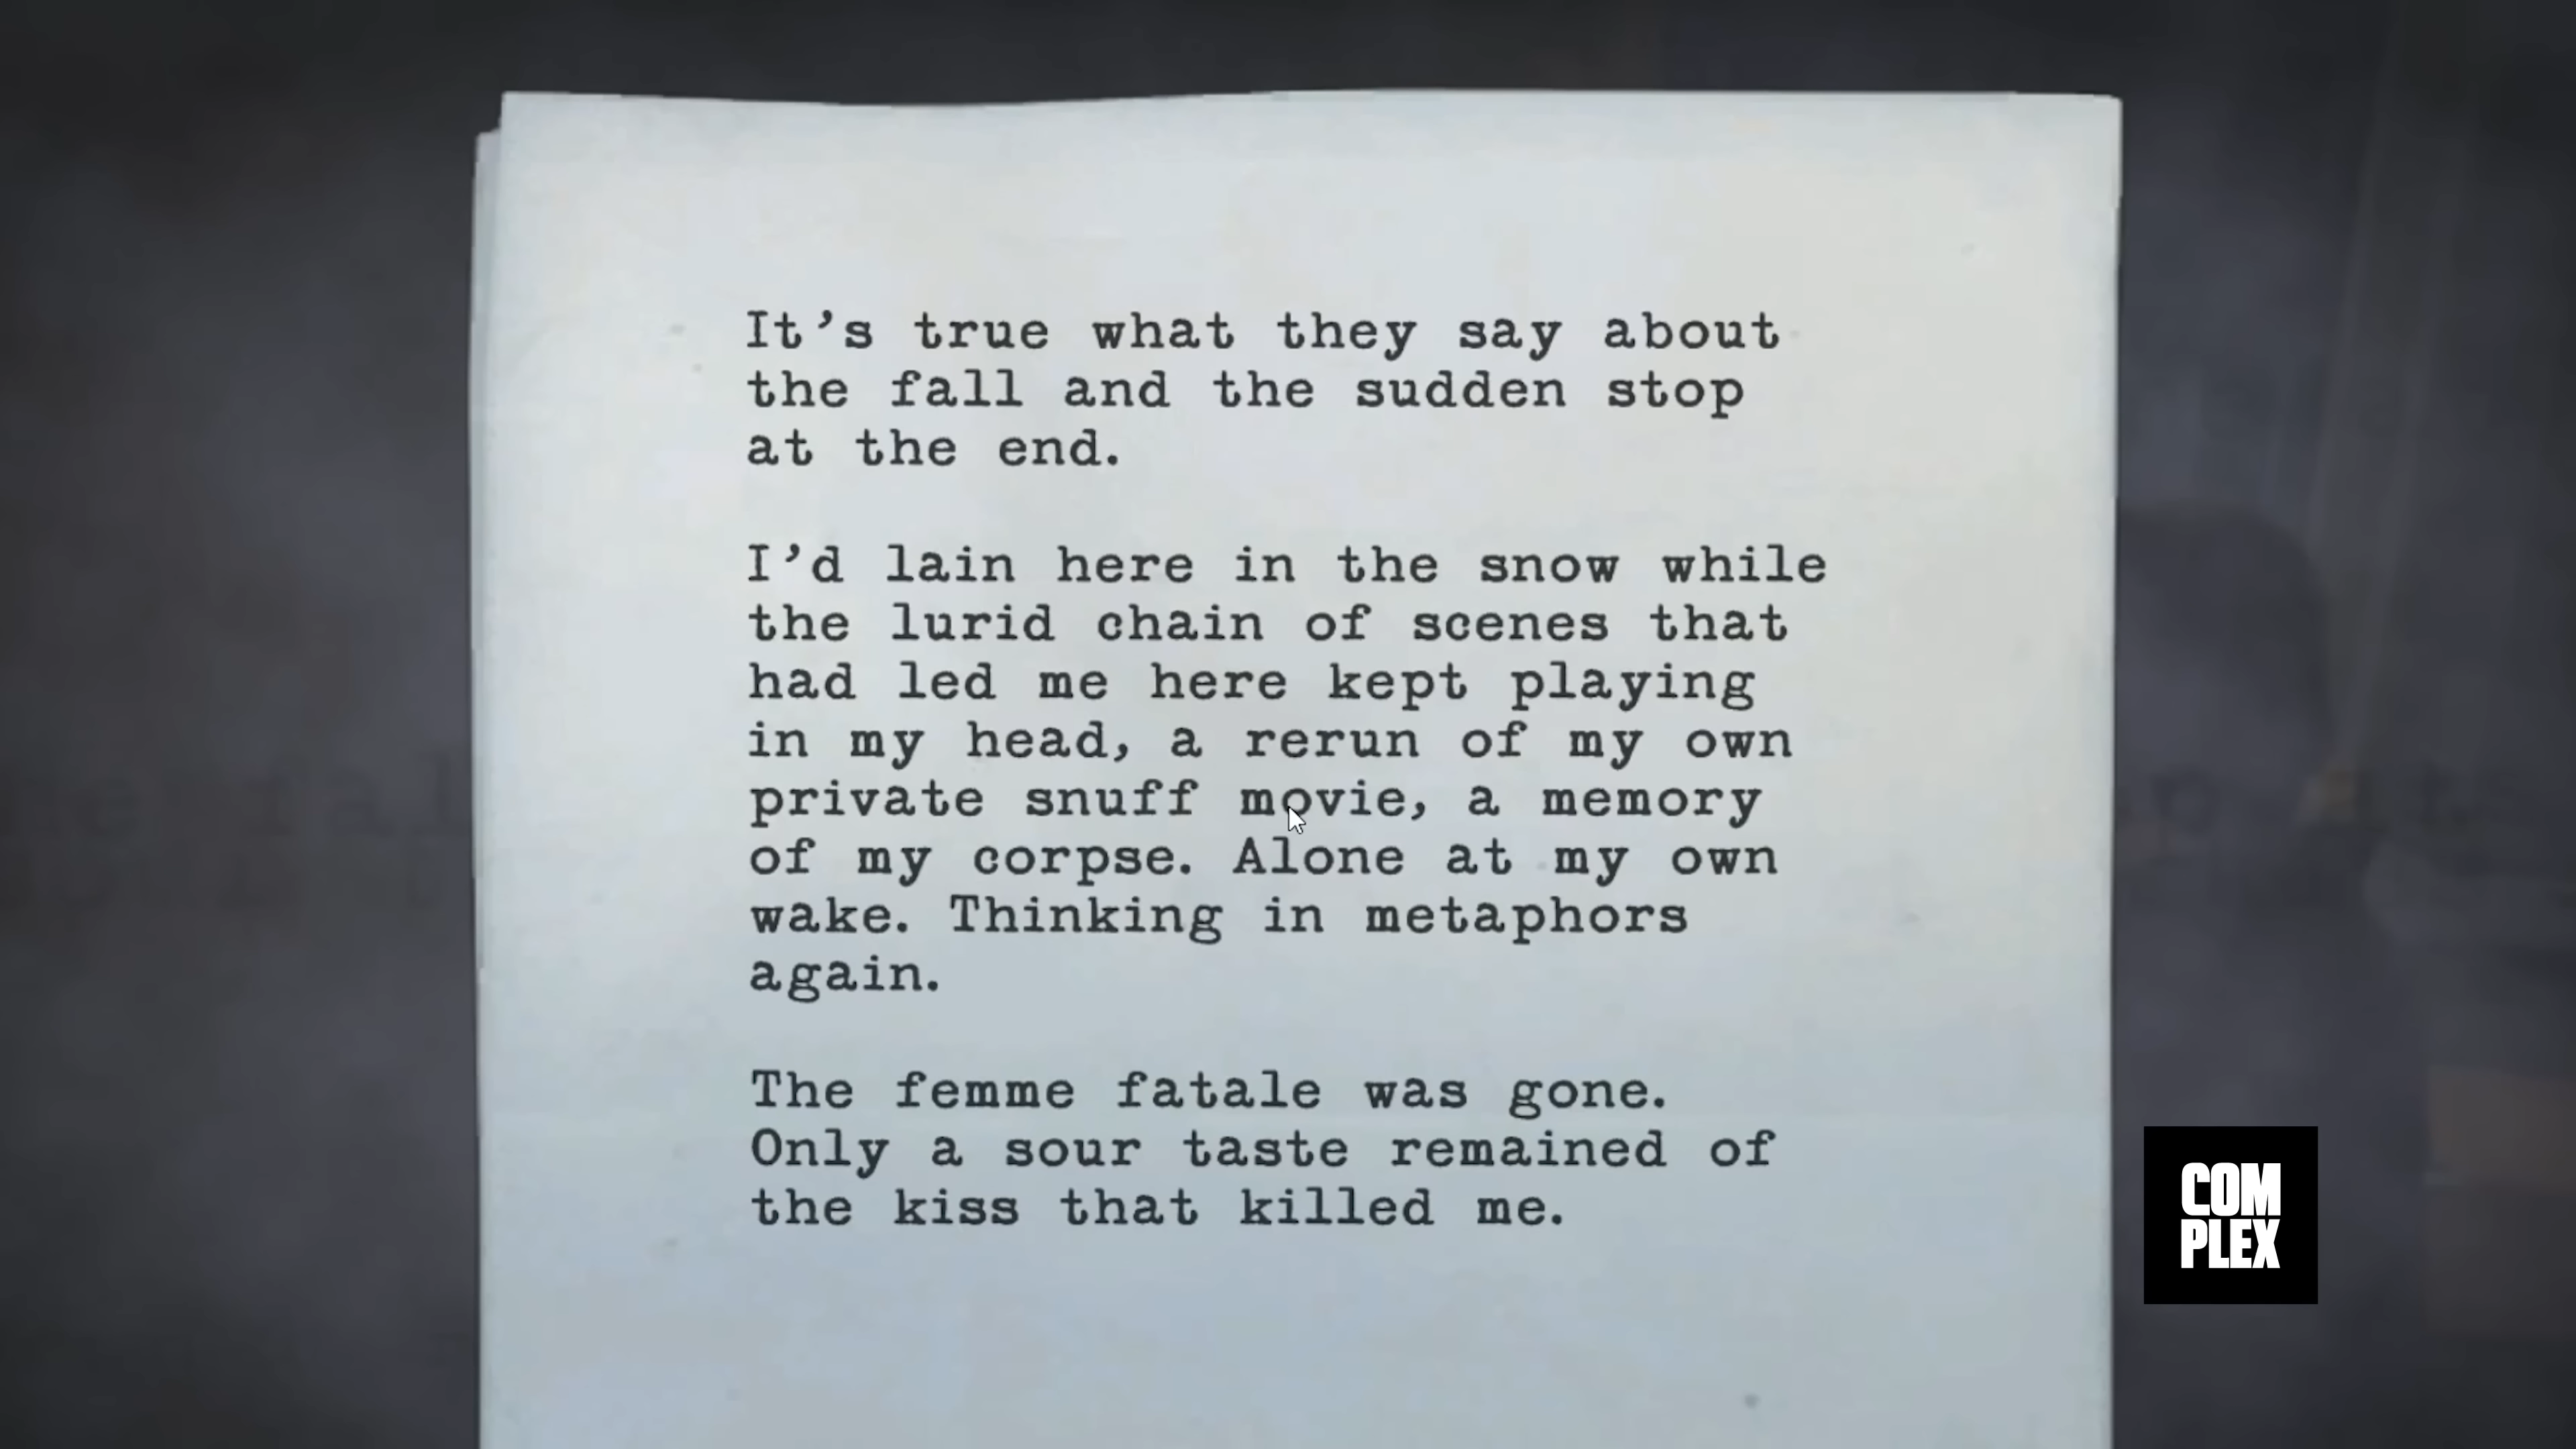 It’s true what they say about
the fall and the sudden stop
at the end.
I’d lain here in the snow while
the lurid chain of scenes that
had led me here kept playing
in my head, a rerun of my own
private snuff movie, a memory
of my corpse. Alone at my own
wake. Thinking in metaphors
again.
The femme fatale was gone.
Only a sour taste remained of
the kiss that killed me.
COM
PLEX